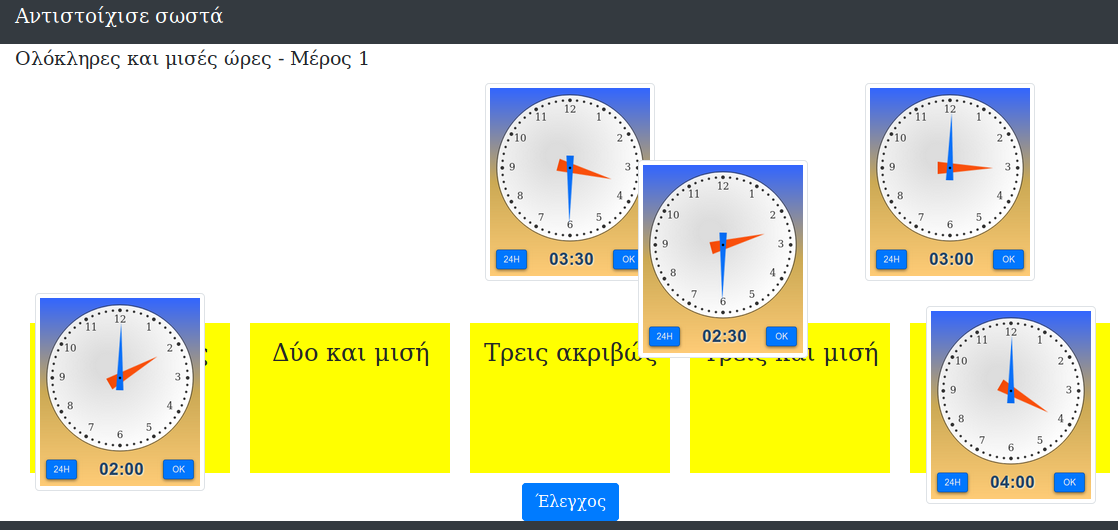 Αντιστοίχισε σωστά
Ολόκληρες και μισές ώρες - Μέρος 1
12 1 2 3 4 5 6 7 8 9 10 11
24H 03:30 OK
12 1 2 3 4 5 6 7 8 9 10 11
24H 03:00 OK
12 1 2 3 4 5 6 7 8 9 10 11
24H 02:30 OK
12 1 2 3 4 5 6 7 8 9 10 11
24H 02:00 OK
Δύο και μισή
Τρεις ακριβώς
Τρεις και μισή
12 1 2 3 4 5 6 7 8 9 10 11
24H 04:00 OK
Έλεγχος